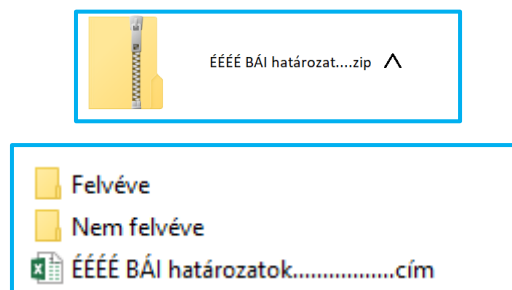 ÉÉÉÉ BÁI határozat....zip
Felvéve
Nem felvéve
ÉÉÉÉ BÁI határozatok.................cím